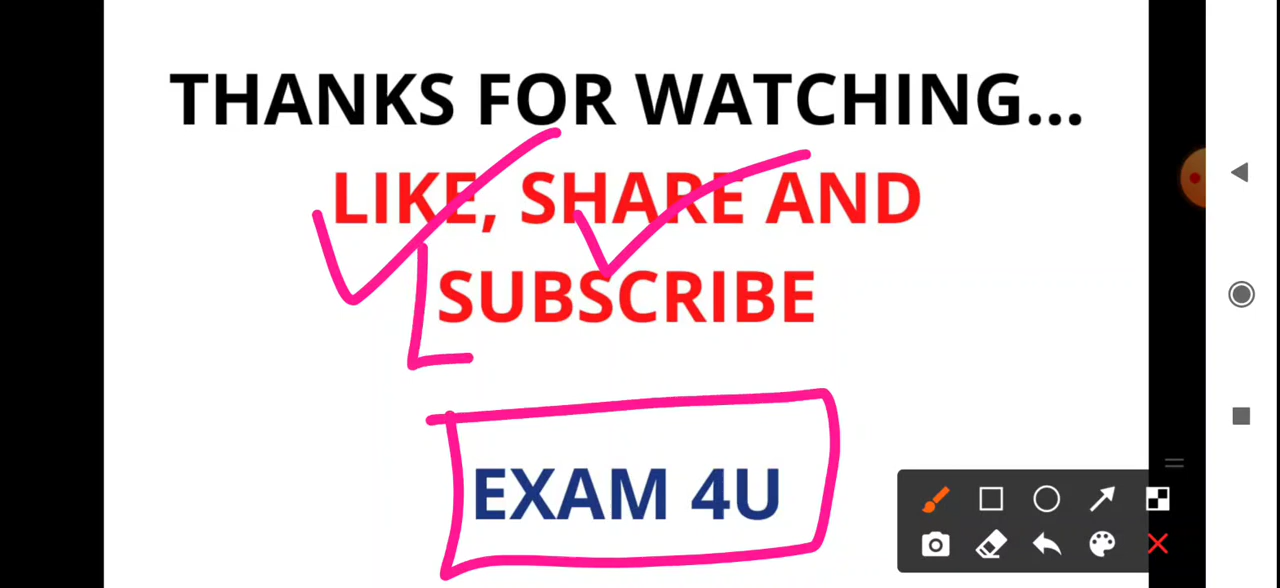 THANKS FOR WATCHING...
LIKE, SHARE AND
SUBSCRIBE
EXAM 4U